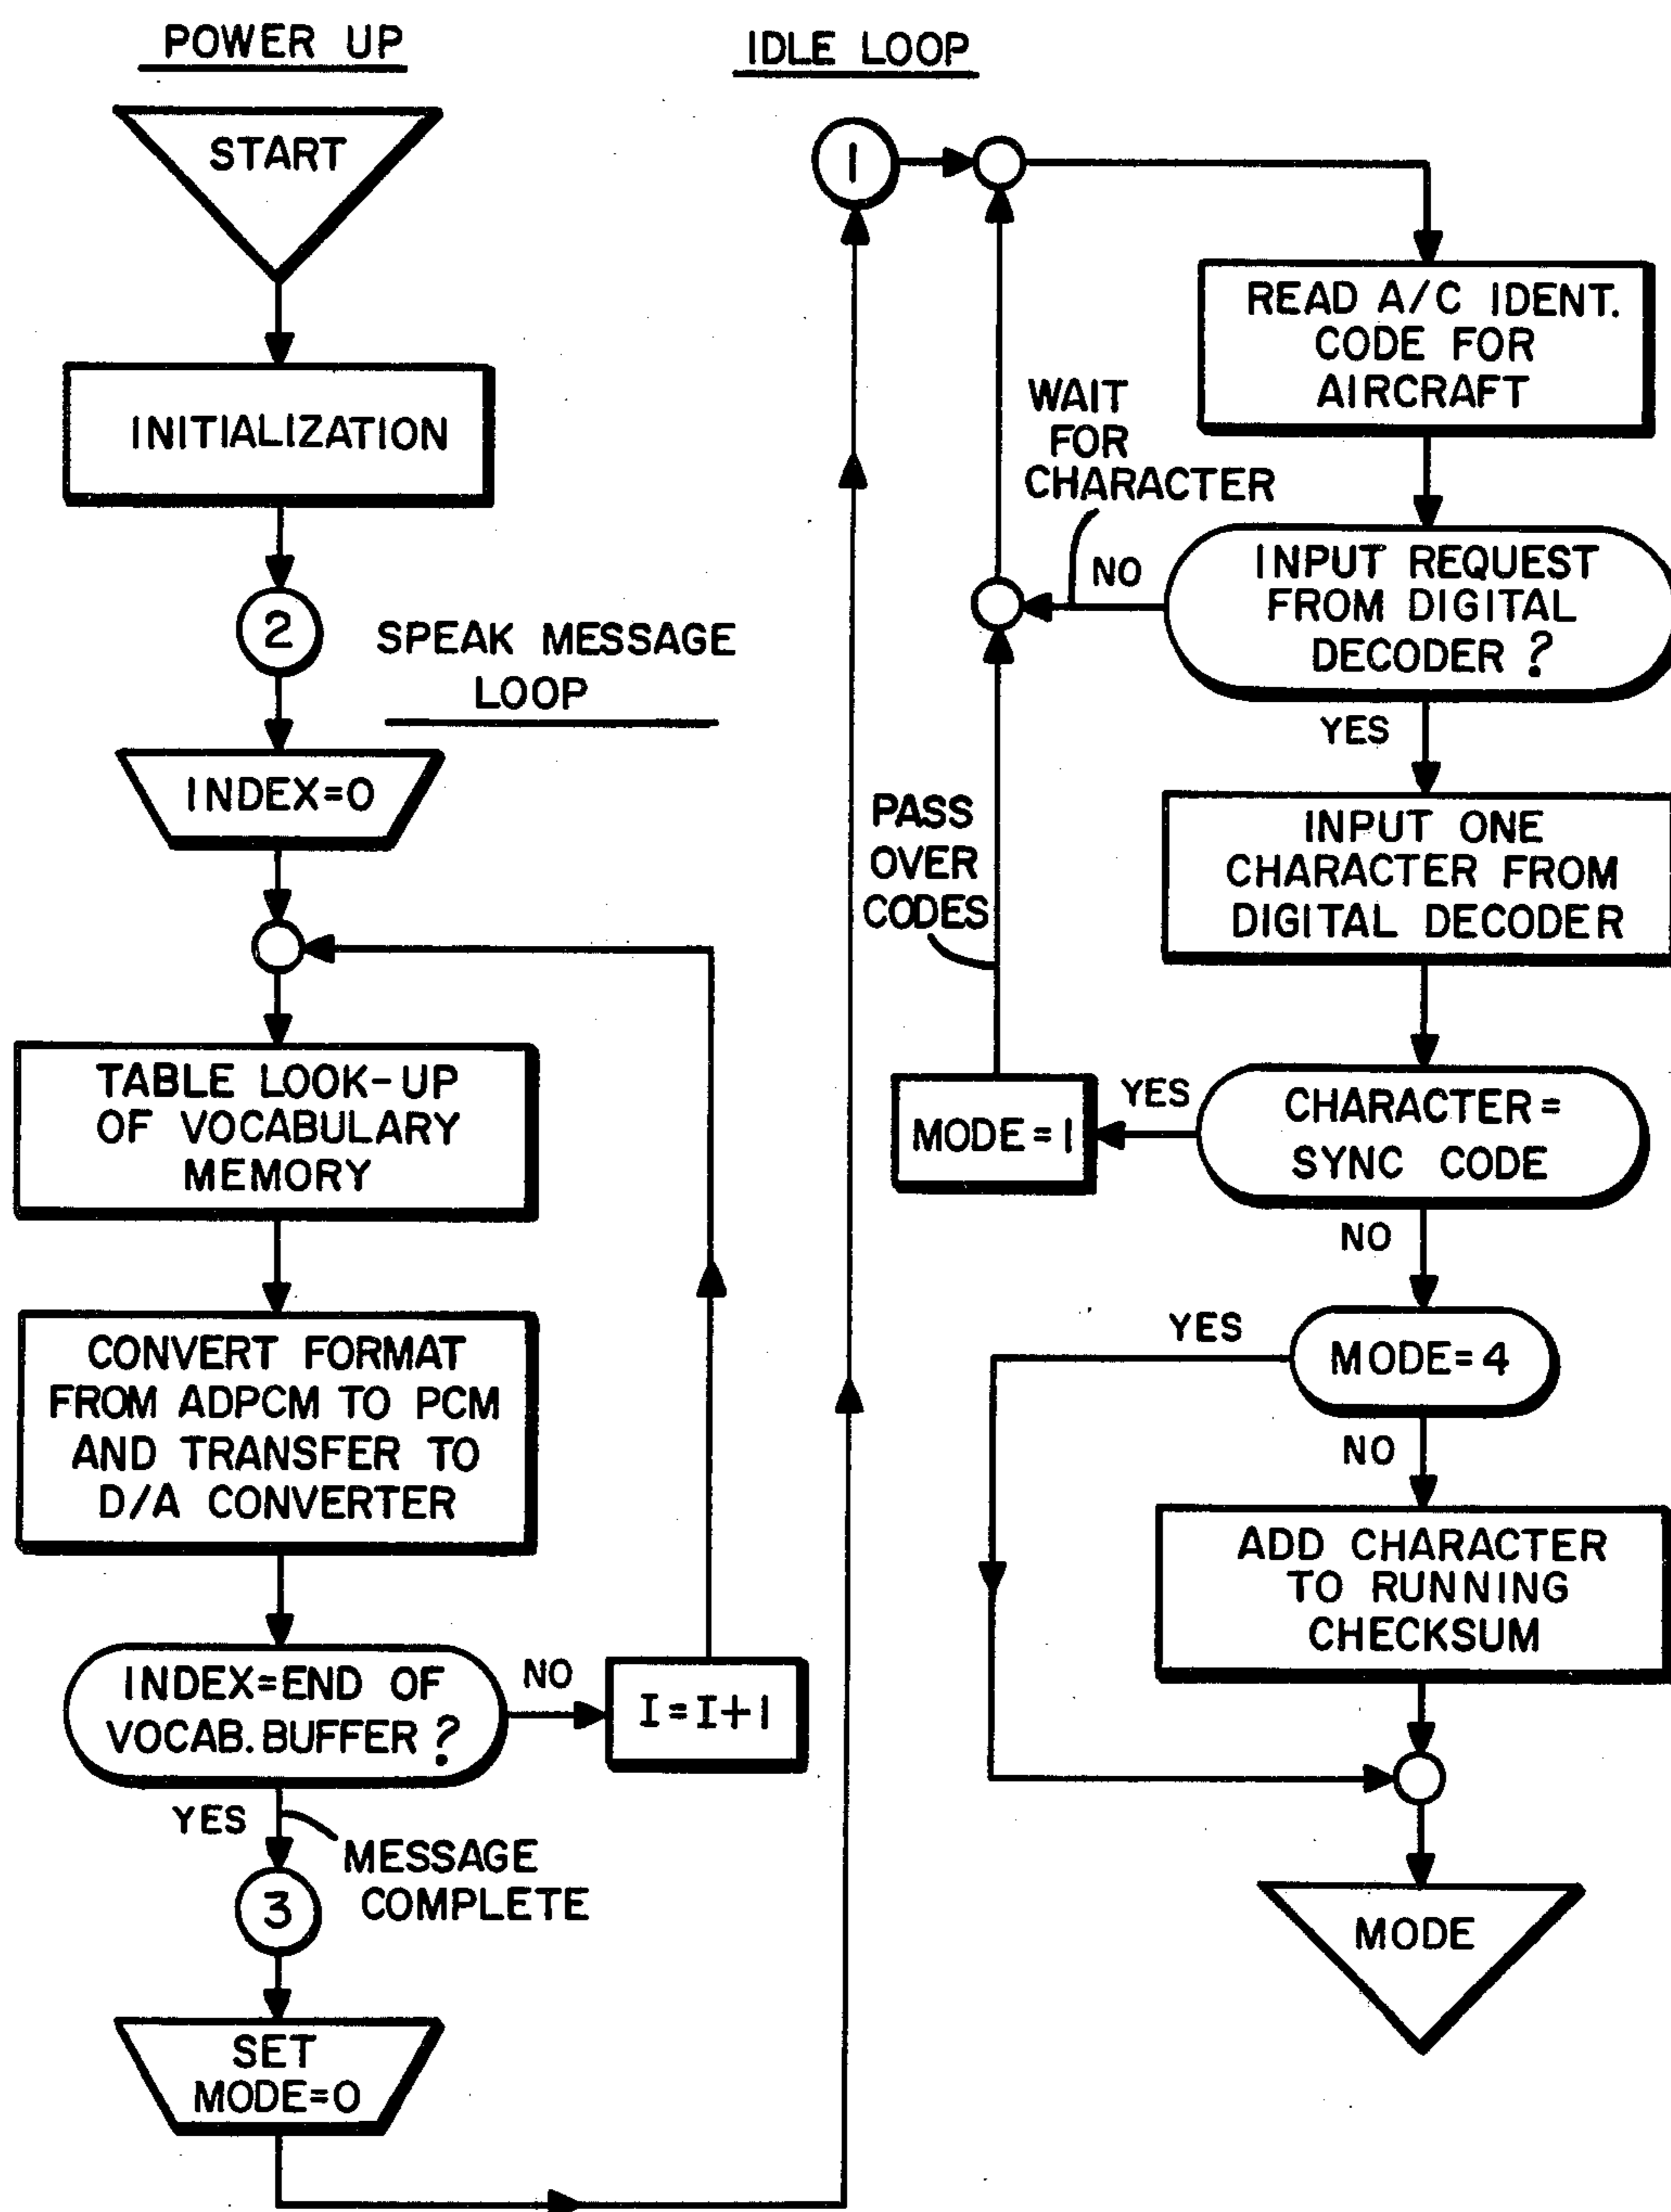 POWER UP
START
INITIALIZATION
2
SPEAK MESSAGE
LOOP
INDEX=0
TABLE LOOK-UP
OF VOCABULARY
MEMORY
CONVERT FORMAT
FROM ADPCM TO PCM
AND TRANSFER TO
D/A CONVERTER
INDEX=END OF
VOCAB. BUFFER ?
NO
I=I+1
YES
MESSAGE
COMPLETE
3
SET
MODE=0
IDLE LOOP
1
READ A/C IDENT.
CODE FOR
AIRCRAFT
WAIT
FOR
CHARACTER
NO
INPUT REQUEST
FROM DIGITAL
DECODER ?
YES
INPUT ONE
CHARACTER FROM
DIGITAL DECODER
PASS
OVER
CODES
MODE=1
YES
CHARACTER=
SYNC CODE
NO
YES
MODE=4
NO
ADD CHARACTER
TO RUNNING
CHECKSUM
MODE